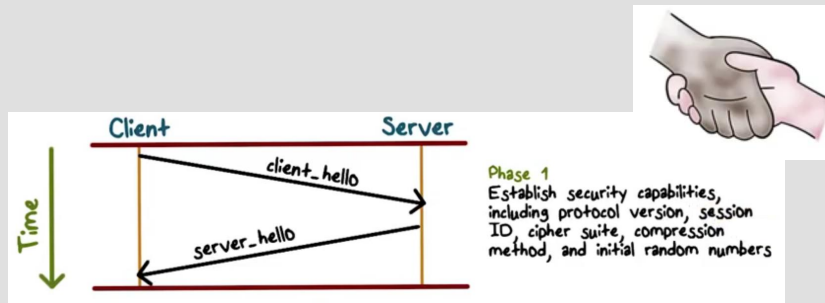 Client
Server
Time
client_hello
server_hello
Phase 1
Establish security capabilities,
including protocol version, session
ID, cipher suite, compression
method, and initial random numbers